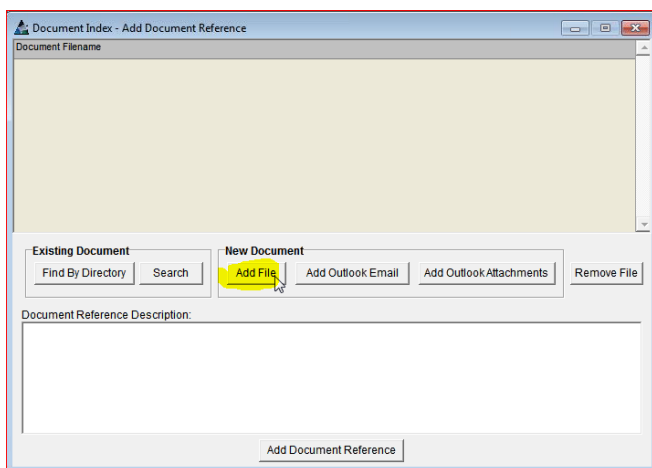 Document Index - Add Document Reference
Document Filename
Existing Document New Document
Find By Directory Search Add File Add Outlook Email Add Outlook Attachments Remove File
Document Reference Description:
Add Document Reference